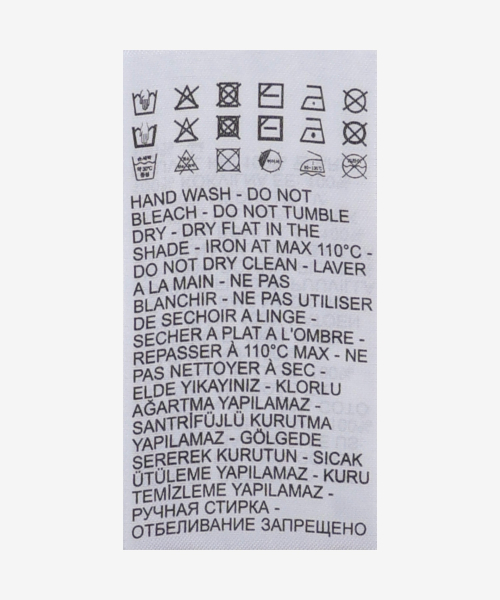 HAND WASH - DO NOT
BLEACH - DO NOT TUMBLE
DRY - DRY FLAT IN THE
SHADE - IRON AT MAX 110°C -
DO NOT DRY CLEAN - LAVER
A LA MAIN - NE PAS
BLANCHIR - NE PAS UTILISER
DE SECHOIR A LINGE -
SECHER A PLAT A L'OMBRE -
REPASSER À 110°C MAX - NE
PAS NETTOYER À SEC -
ELDE YIKAYINIZ - KLORLU
AĞARTMA YAPILAMAZ -
SANTRİFÜJLÜ KURUTMA
YAPILAMAZ - GÖLGEDE
SEREREK KURUTUN - SICAK
ÜTÜLEME YAPILAMAZ - KURU
TEMİZLEME YAPILAMAZ -
РУЧНАЯ СТИРКА -
ОТБЕЛИВАНИЕ ЗАПРЕЩЕНО